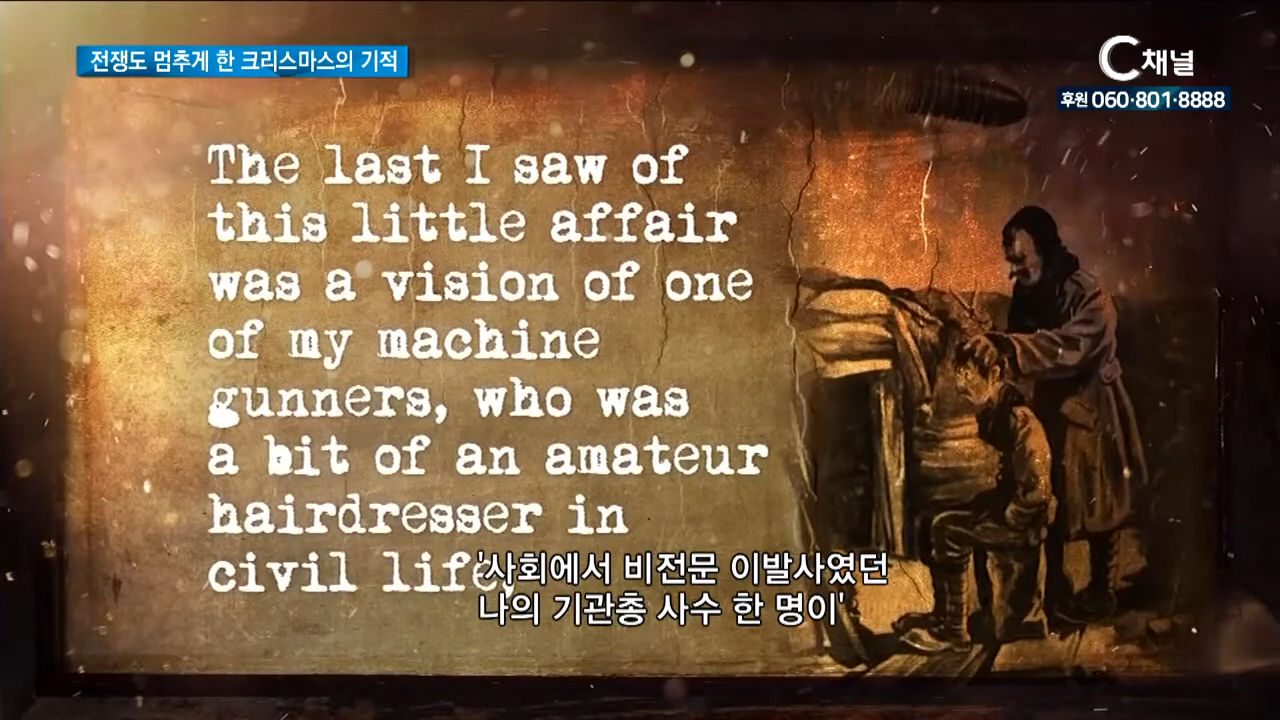 전쟁도 멈추게 한 크리스마스의 기적
C채널
후원 060·801·8888
The last I saw of
this little affair
was a vision of one
of my machine
gunners, who was
a bit of an amateur
hairdresser in
civil life,
'사회에서 비전문 이발사였던
나의 기관총 사수 한 명이'